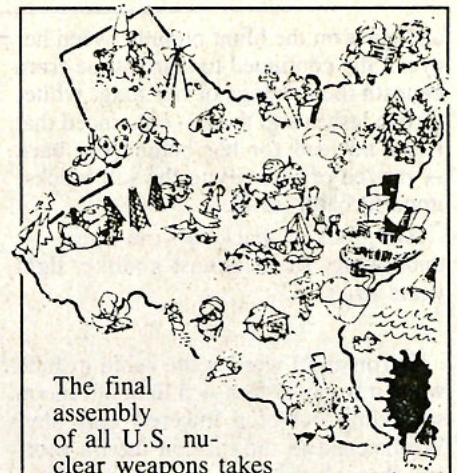 The final
assembly
of all U.S. nu-
clear weapons takes